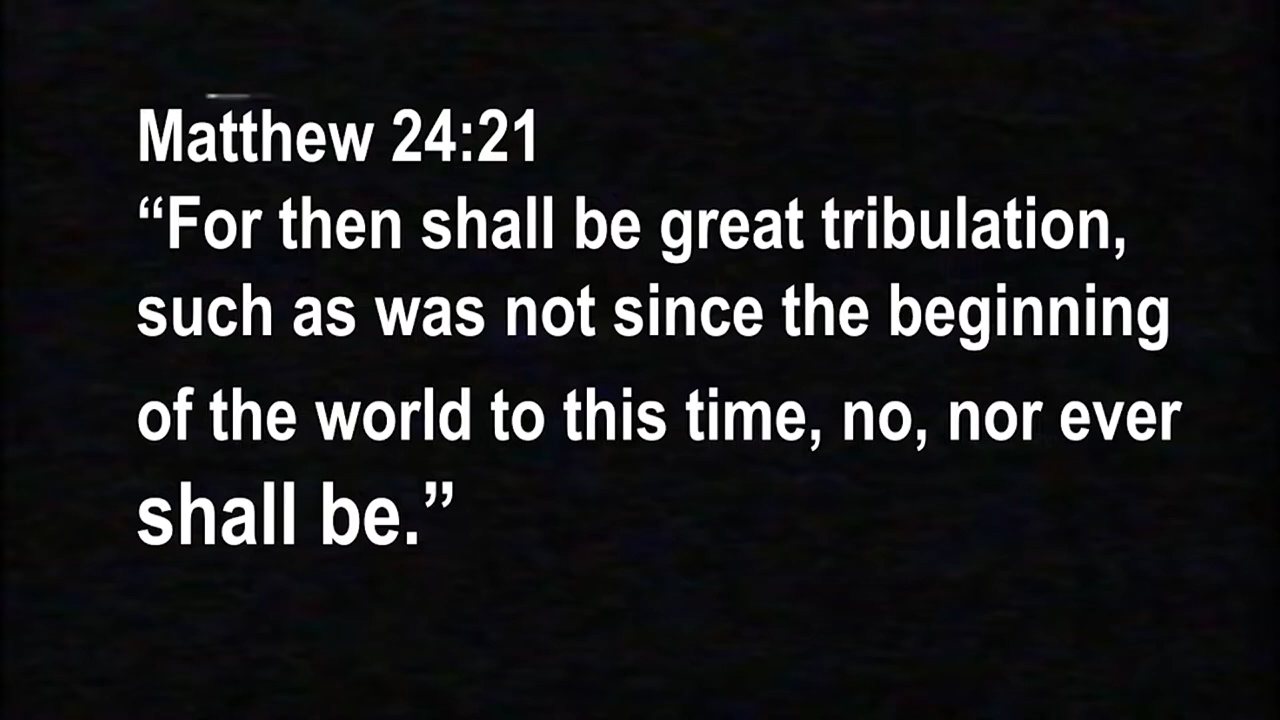 Matthew 24:21
“For then shall be great tribulation,
such as was not since the beginning
of the world to this time, no, nor ever
shall be.”